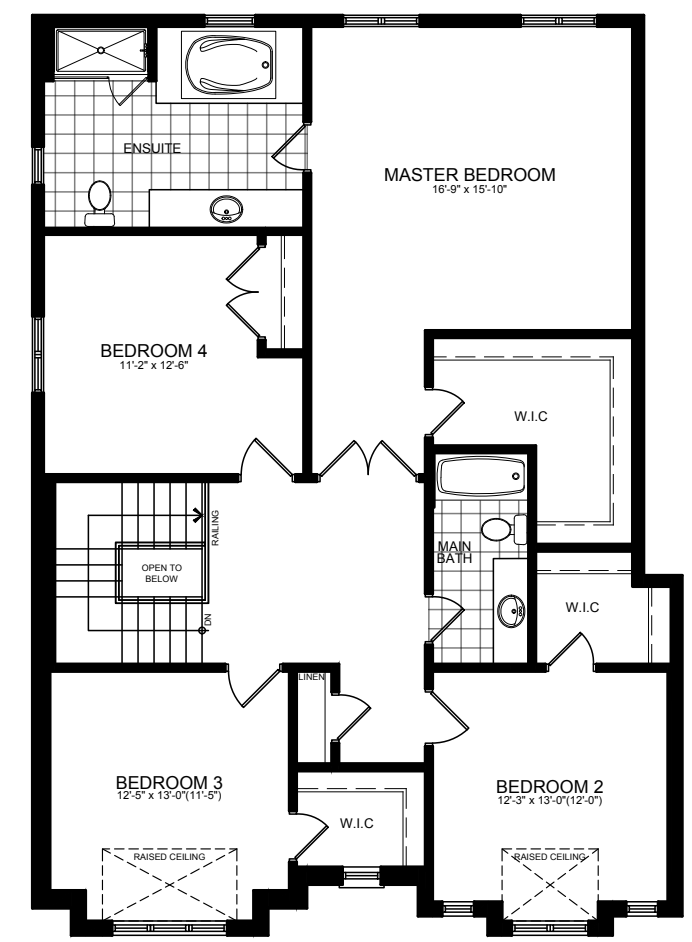 ENSUITE
MASTER BEDROOM
16'-9" x 15'-10"
BEDROOM 4
11'-2" x 12'-6"
W.I.C
RAILING
OPEN TO
BELOW
MAIN
BATH
DN
W.I.C
LINEN
BEDROOM 3
12'-5" x 13'-0"(11'-5")
BEDROOM 2
12'-3" x 13'-0"(12'-0")
W.I.C
RAISED CEILING
RAISED CEILING